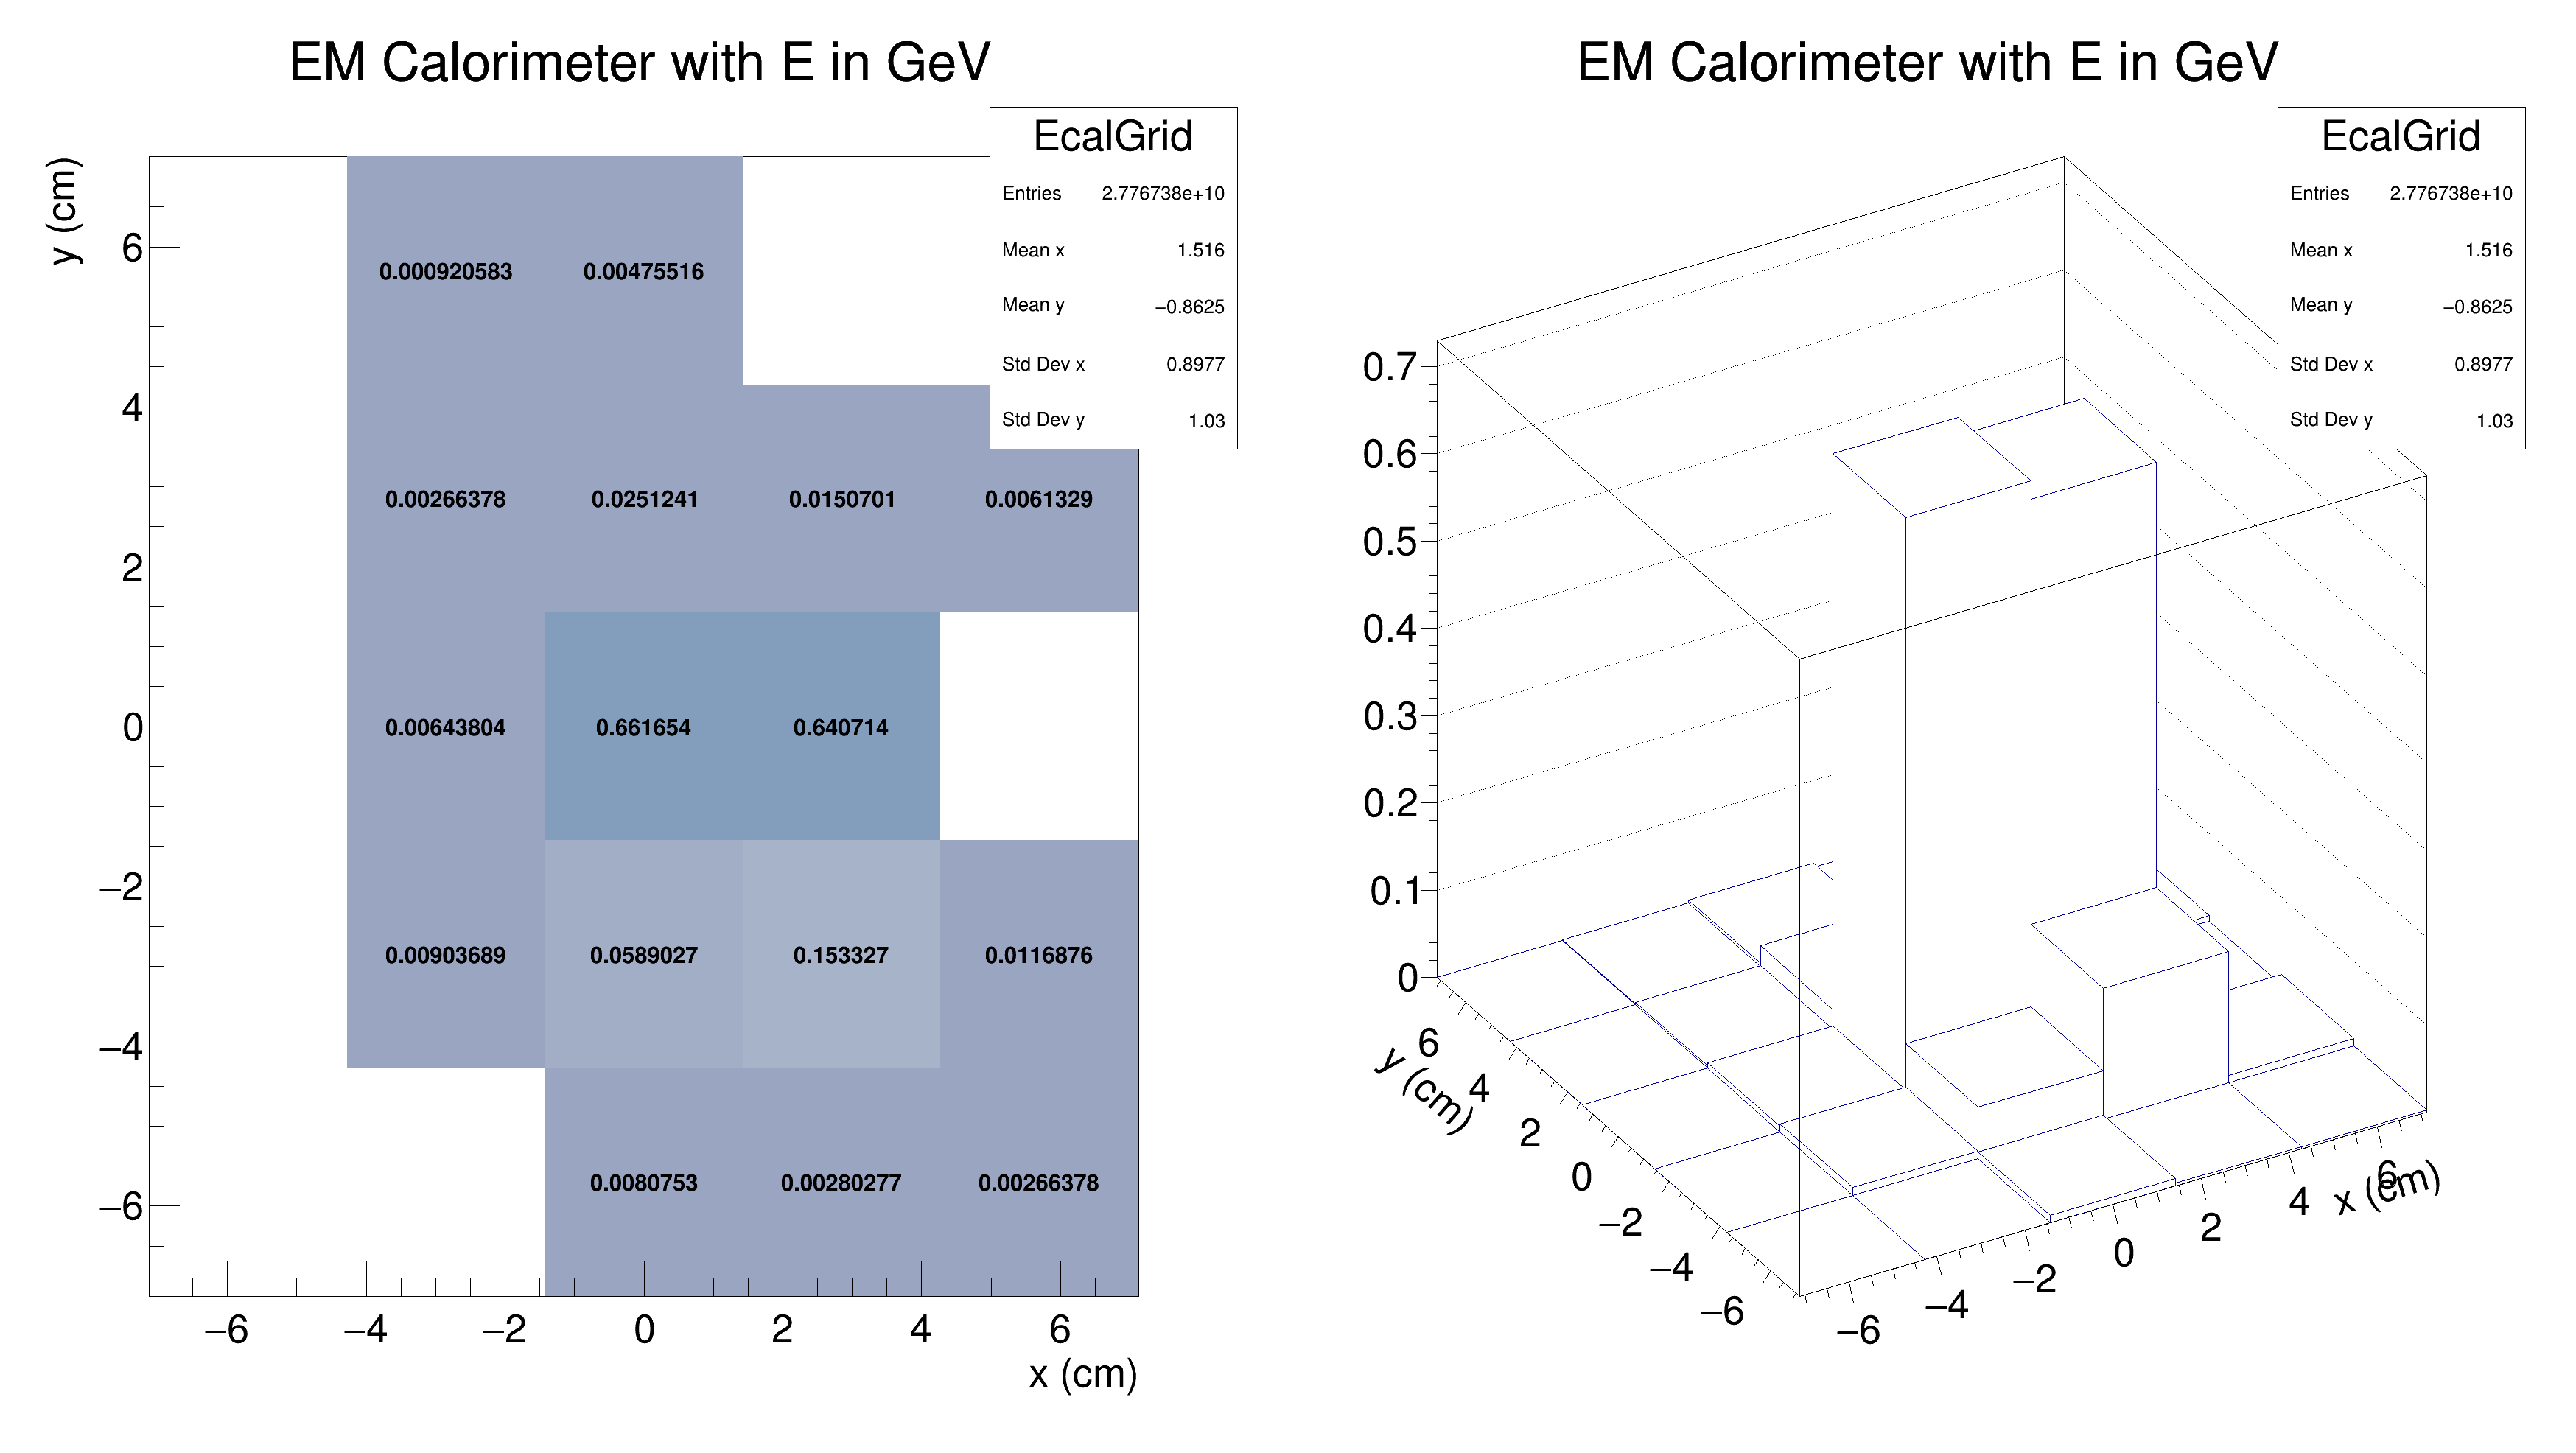 EM Calorimeter with E in GeV
EcalGrid
Entries 2.776738e+10
Mean x 1.516
Mean y −0.8625
Std Dev x 0.8977
Std Dev y 1.03
y (cm)
6
4
2
0
−2
−4
−6
0.000920583 0.00475516
0.00266378 0.0251241 0.0150701 0.0061329
0.00643804 0.661654 0.640714
0.00903689 0.0589027 0.153327 0.0116876
0.0080753 0.00280277 0.00266378
−6 −4 −2 0 2 4 6
x (cm)
EM Calorimeter with E in GeV
EcalGrid
Entries 2.776738e+10
Mean x 1.516
Mean y −0.8625
Std Dev x 0.8977
Std Dev y 1.03
0.7
0.6
0.5
0.4
0.3
0.2
0.1
0
y (cm)
6
4
2
0
−2
−4
−6
−6 −4 −2 0 2 4 6
x (cm)